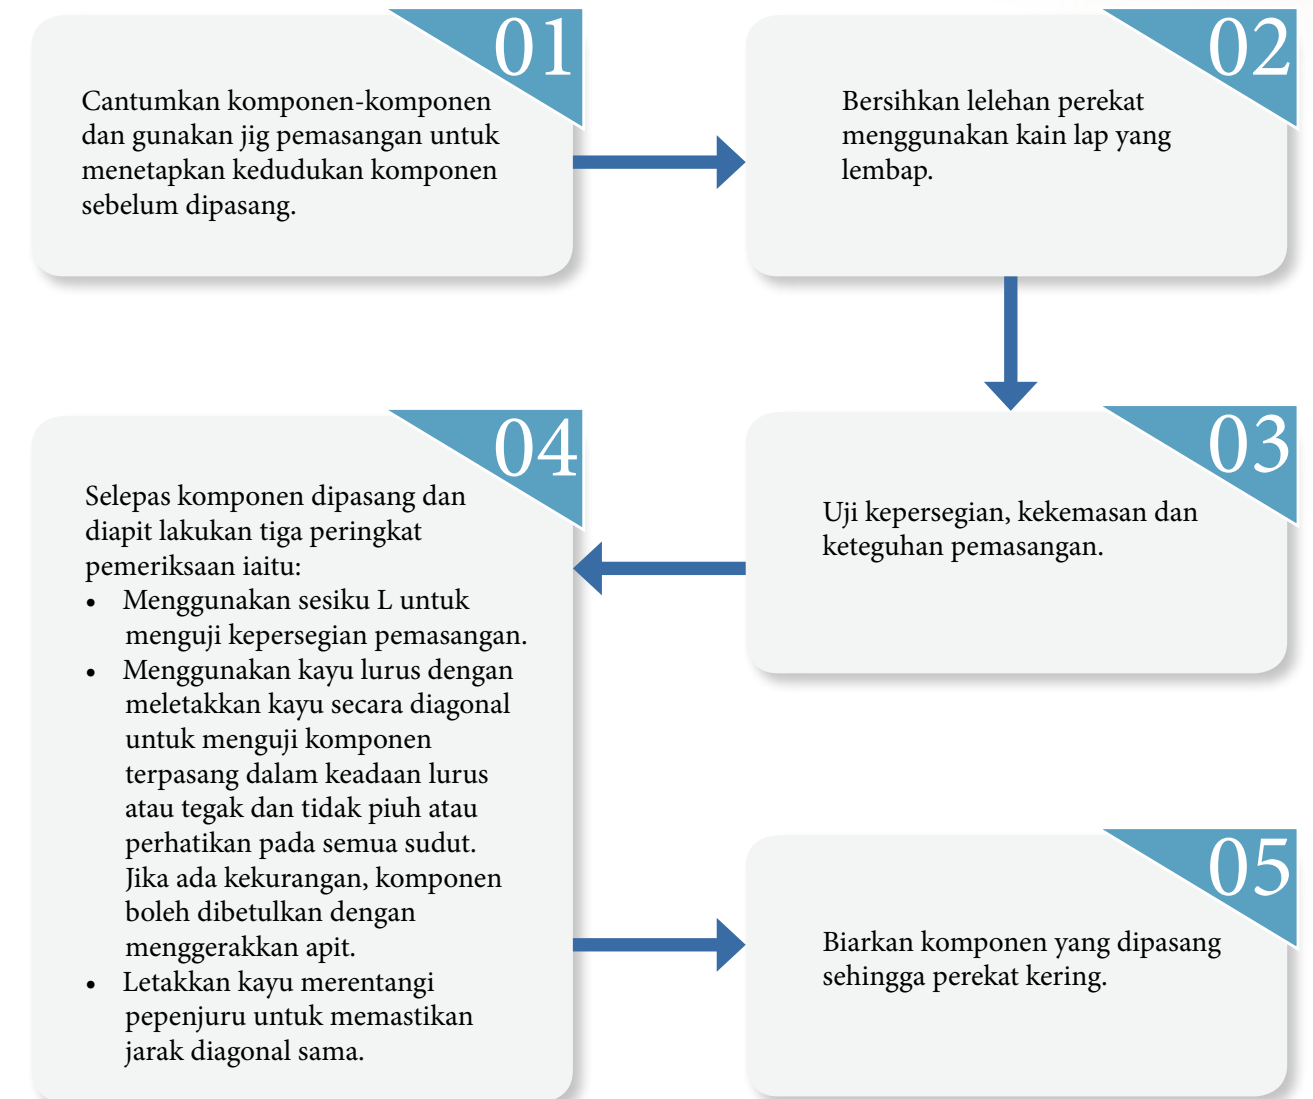 01
Cantumkan komponen-komponen
dan gunakan jig pemasangan untuk
menetapkan kedudukan komponen
sebelum dipasang.
02
Bersihkan lelehan perekat
menggunakan kain lap yang
lembap.
03
Uji kepersegian, kekemasan dan
keteguhan pemasangan.
04
Selepas komponen dipasang dan
diapit lakukan tiga peringkat
pemeriksaan iaitu:
• Menggunakan sesiku L untuk
menguji kepersegian pemasangan.
• Menggunakan kayu lurus dengan
meletakkan kayu secara diagonal
untuk menguji komponen
terpasang dalam keadaan lurus
atau tegak dan tidak piuh atau
perhatikan pada semua sudut.
Jika ada kekurangan, komponen
boleh dibetulkan dengan
menggerakkan apit.
• Letakkan kayu merentangi
pepenjuru untuk memastikan
jarak diagonal sama.
05
Biarkan komponen yang dipasang
sehingga perekat kering.